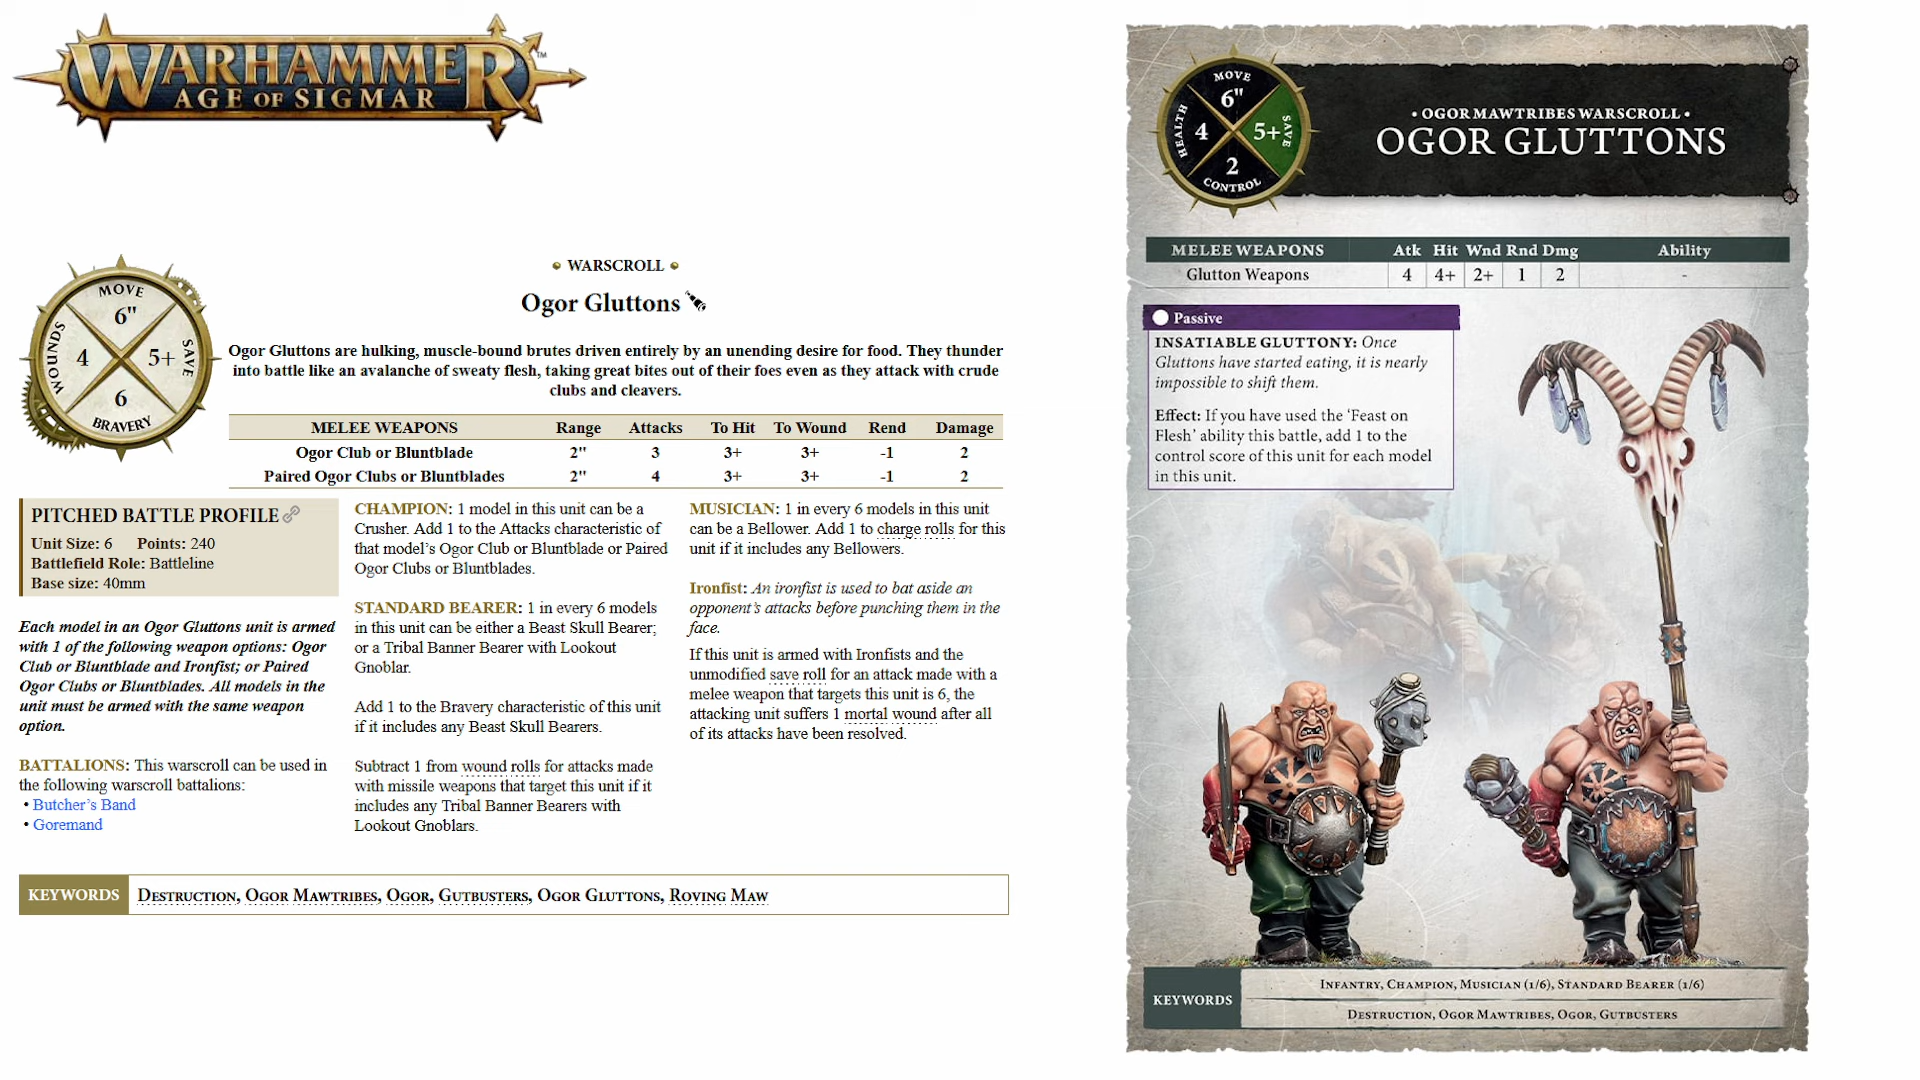 WARHAMMER™
AGE OF SIGMAR
• WARSCROLL •
Ogor Gluttons
MOVE
6"
WOUNDS
4
5+
SAVE
6
BRAVERY
Ogor Gluttons are hulking, muscle-bound brutes driven entirely by an unending desire for food. They thunder
into battle like an avalanche of sweaty flesh, taking great bites out of their foes even as they attack with crude
clubs and cleavers.
MELEE WEAPONS Range Attacks To Hit To Wound Rend Damage
Ogor Club or Bluntblade 2" 3 3+ 3+ -1 2
Paired Ogor Clubs or Bluntblades 2" 4 3+ 3+ -1 2
PITCHED BATTLE PROFILE
Unit Size: 6 Points: 240
Battlefield Role: Battleline
Base size: 40mm
Each model in an Ogor Gluttons unit is armed
with 1 of the following weapon options: Ogor
Club or Bluntblade and Ironfist; or Paired
Ogor Clubs or Bluntblades. All models in the
unit must be armed with the same weapon
option.
BATTALIONS: This warscroll can be used in
the following warscroll battalions:
• Butcher's Band
• Goremand
CHAMPION: 1 model in this unit can be a
Crusher. Add 1 to the Attacks characteristic of
that model's Ogor Club or Bluntblade or Paired
Ogor Clubs or Bluntblades.
STANDARD BEARER: 1 in every 6 models
in this unit can be either a Beast Skull Bearer;
or a Tribal Banner Bearer with Lookout
Gnoblar.
Add 1 to the Bravery characteristic of this unit
if it includes any Beast Skull Bearers.
Subtract 1 from wound rolls for attacks made
with missile weapons that target this unit if it
includes any Tribal Banner Bearers with
Lookout Gnoblars.
MUSICIAN: 1 in every 6 models in this unit
can be a Bellower. Add 1 to charge rolls for this
unit if it includes any Bellowers.
Ironfist: An ironfist is used to bat aside an
opponent's attacks before punching them in the
face.
If this unit is armed with Ironfists and the
unmodified save roll for an attack made with a
melee weapon that targets this unit is 6, the
attacking unit suffers 1 mortal wound after all
of its attacks have been resolved.
KEYWORDS DESTRUCTION, OGOR MAWTRIBES, OGOR, GUTBUSTERS, OGOR GLUTTONS, ROVING MAW
MOVE
6"
HEALTH
4
5+
SAVE
2
CONTROL
• OGOR MAWTRIBES WARSCROLL •
OGOR GLUTTONS
MELEE WEAPONS Atk Hit Wnd Rnd Dmg Ability
Glutton Weapons 4 4+ 2+ 1 2 -
Passive
INSATIABLE GLUTTONY: Once
Gluttons have started eating, it is nearly
impossible to shift them.
Effect: If you have used the 'Feast on
Flesh' ability this battle, add 1 to the
control score of this unit for each model
in this unit.
KEYWORDS
INFANTRY, CHAMPION, MUSICIAN (1/6), STANDARD BEARER (1/6)
DESTRUCTION, OGOR MAWTRIBES, OGOR, GUTBUSTERS